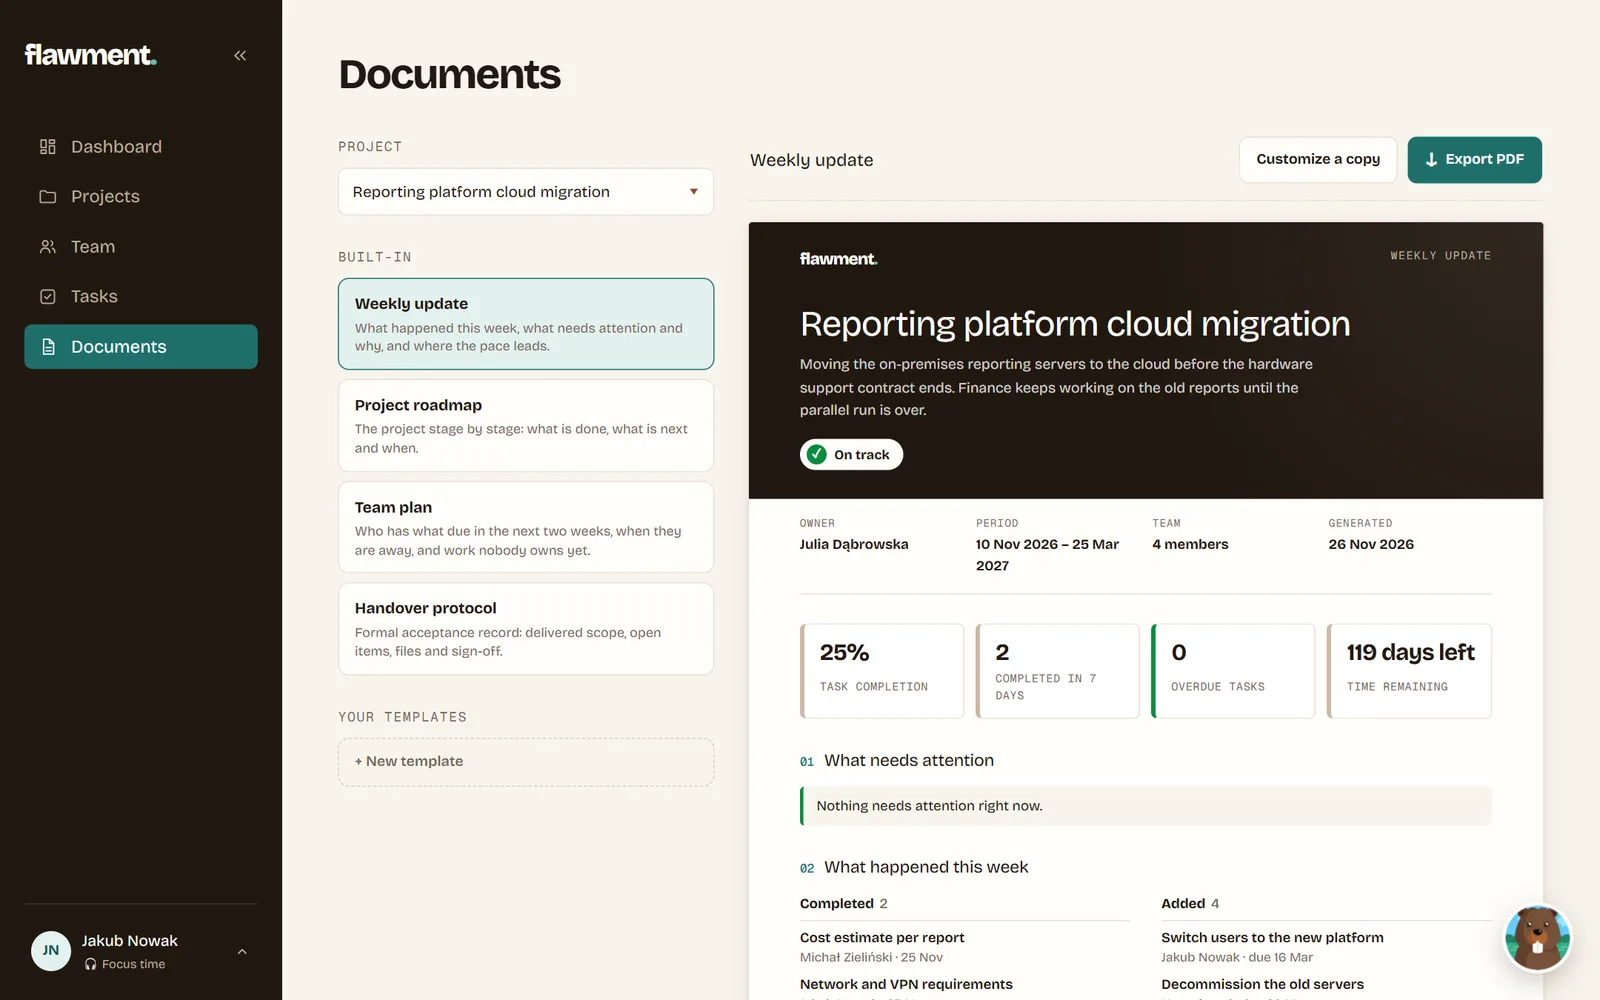 flawment.
Dashboard
Projects
Team
Tasks
Documents
JN
Jakub Nowak
Focus time
Documents
PROJECT
Reporting platform cloud migration
BUILT-IN
Weekly update
What happened this week, what needs attention and
why, and where the pace leads.
Project roadmap
The project stage by stage: what is done, what is next
and when.
Team plan
Who has what due in the next two weeks, when they
are away, and work nobody owns yet.
Handover protocol
Formal acceptance record: delivered scope, open
items, files and sign-off.
YOUR TEMPLATES
+ New template
Weekly update
Customize a copy
Export PDF
flawment.
WEEKLY UPDATE
Reporting platform cloud migration
Moving the on-premises reporting servers to the cloud before the hardware
support contract ends. Finance keeps working on the old reports until the
parallel run is over.
On track
OWNER
Julia Dąbrowska
PERIOD
10 Nov 2026 – 25 Mar
2027
TEAM
4 members
GENERATED
26 Nov 2026
25%
TASK COMPLETION
2
COMPLETED IN 7
DAYS
0
OVERDUE TASKS
119 days left
TIME REMAINING
01 What needs attention
Nothing needs attention right now.
02 What happened this week
Completed 2
Cost estimate per report
Michał Zieliński · 25 Nov
Network and VPN requirements
Added 4
Switch users to the new platform
Jakub Nowak · due 16 Mar
Decommission the old servers